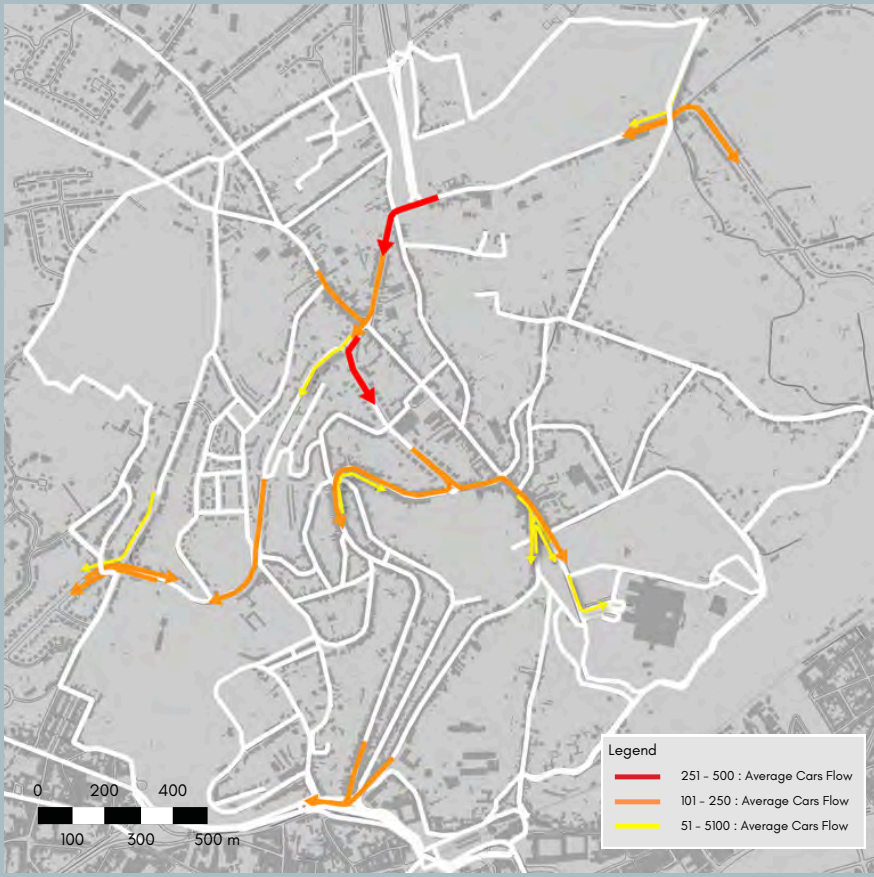 0 200 400
100 300 500 m
Legend
251 - 500 : Average Cars Flow
101 - 250 : Average Cars Flow
51 - 5100 : Average Cars Flow